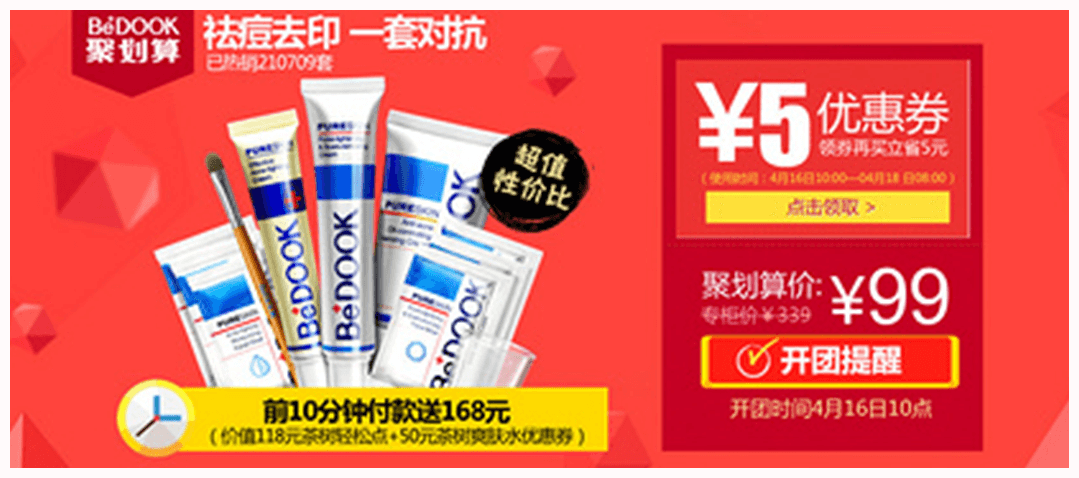 BeDOOK
聚划算
祛痘去印 一套对抗
已热销210709套
超值
性价比
PURESKIN
BeDOOK
PURESKIN
BeDOOK
PURESKIN
BeDOOK
PURESKIN
BeDOOK
前10分钟付款送168元
(价值118元茶树轻松点+50元茶树爽肤水优惠券)
¥5 优惠券
领券再买立省5元
(使用时间:4月16日10:00—04月18日08:00)
点击领取 >
聚划算价:
专柜价¥339
¥99
开团提醒
开团时间4月16日10点